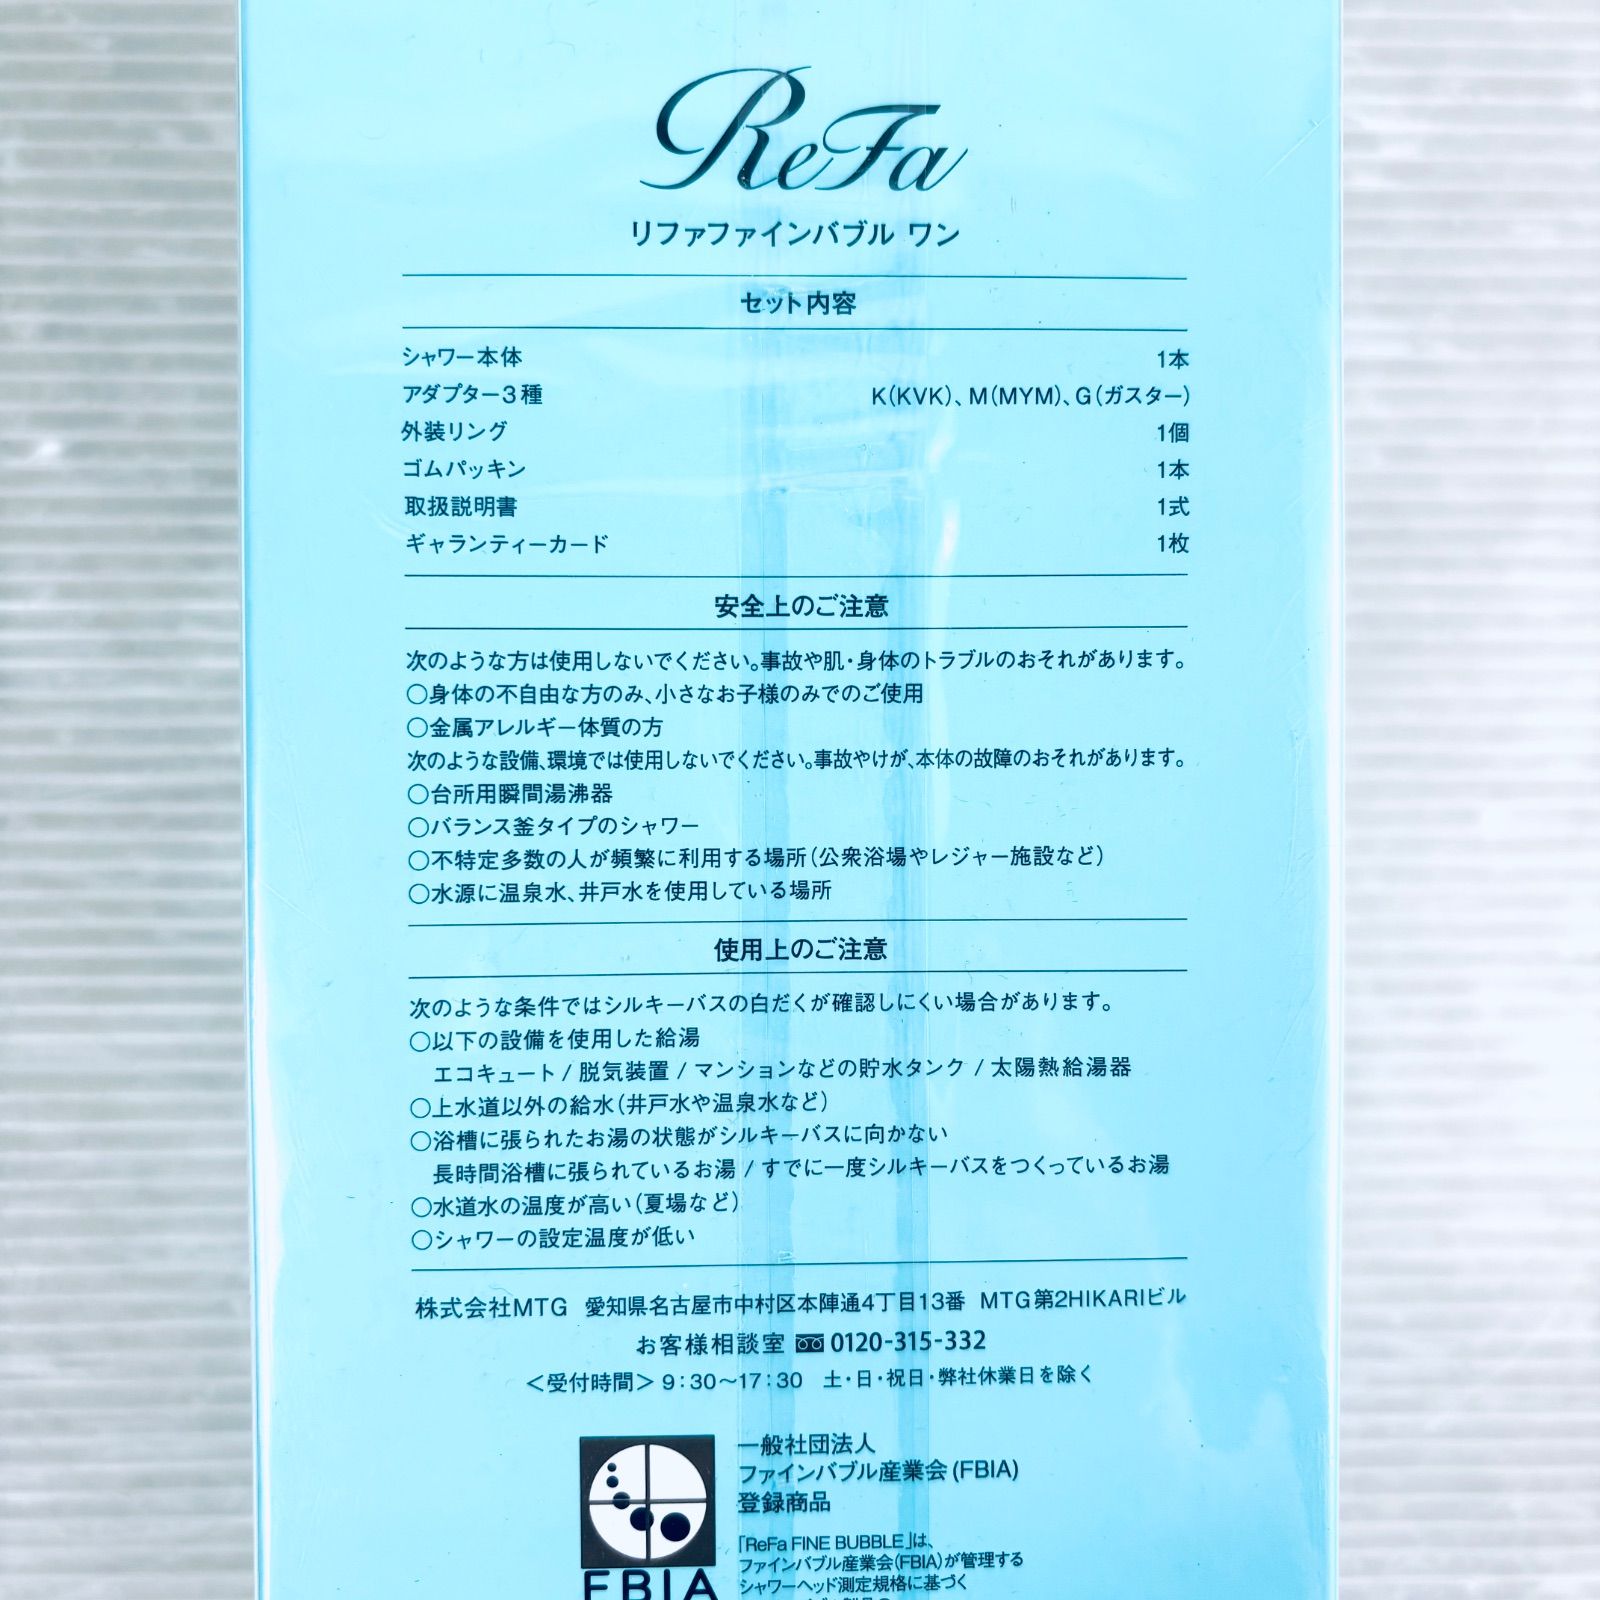 ReFa
リファファインバブル ワン
セット内容
シャワー本体 1本
アダプター3種 K(KVK)、M(MYM)、G(ガスター)
外装リング 1個
ゴムパッキン 1本
取扱説明書 1式
ギャランティーカード 1枚
安全上のご注意
次のような方は使用しないでください。事故や肌・身体のトラブルのおそれがあります。
○身体の不自由な方のみ、小さなお子様のみでのご使用
○金属アレルギー体質の方
次のような設備、環境では使用しないでください。事故やけが、本体の故障のおそれがあります。
○台所用瞬間湯沸器
○バランス釜タイプのシャワー
○不特定多数の人が頻繁に利用する場所(公衆浴場やレジャー施設など)
○水源に温泉水、井戸水を使用している場所
使用上のご注意
次のような条件ではシルキーバスの白だくが確認しにくい場合があります。
○以下の設備を使用した給湯
エコキュート / 脱気装置 / マンションなどの貯水タンク / 太陽熱給湯器
○上水道以外の給水(井戸水や温泉水など)
○浴槽に張られたお湯の状態がシルキーバスに向かない
長時間浴槽に張られているお湯 / すでに一度シルキーバスをつくっているお湯
○水道水の温度が高い(夏場など)
○シャワーの設定温度が低い
株式会社MTG 愛知県名古屋市中村区本陣通4丁目13番 MTG第2HIKARIビル
お客様相談室 0120-315-332
<受付時間> 9:30〜17:30 土・日・祝日・弊社休業日を除く
一般社団法人
ファインバブル産業会 (FBIA)
登録商品
「ReFa FINE BUBBLE」は、
ファインバブル産業会(FBIA)が管理する
シャワーヘッド測定規格に基づく
FBIA